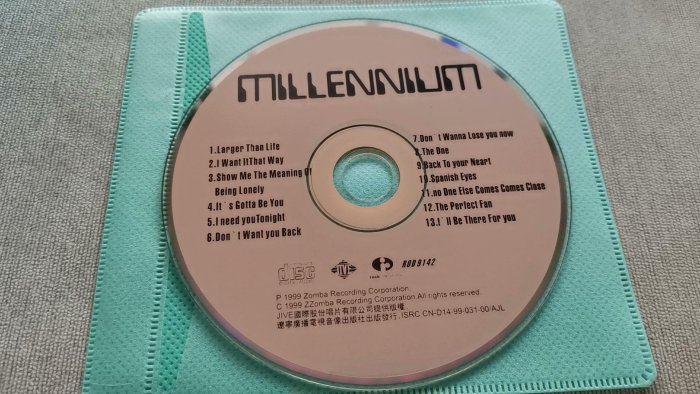 MILLENNIUM
1.Larger Than Life
2.I Want ItThat Way
3.Show Me The Meaning Of
Being Lonely
4.It`s Gotta Be You
5.I need youTonight
6.Don`t Want you Back
7.Don`t Wanna Lose you now
8.The One
9.Back To your Neart
10.Spanish Eyes
11.no One Else Comes Comes Close
12.The Perfect Fan
13.I`ll Be There For you
disc
JIVE
rock
ROD 9142
P 1999 Zomba Recording Corporation.
C 1999 ZZomba Recording Corporation.All rights reserved.
JIVE國際股份唱片有限公司提供版權
遼寧廣播電視音像出版社出版發行. ISRC CN-D14-99-031-00/AJL